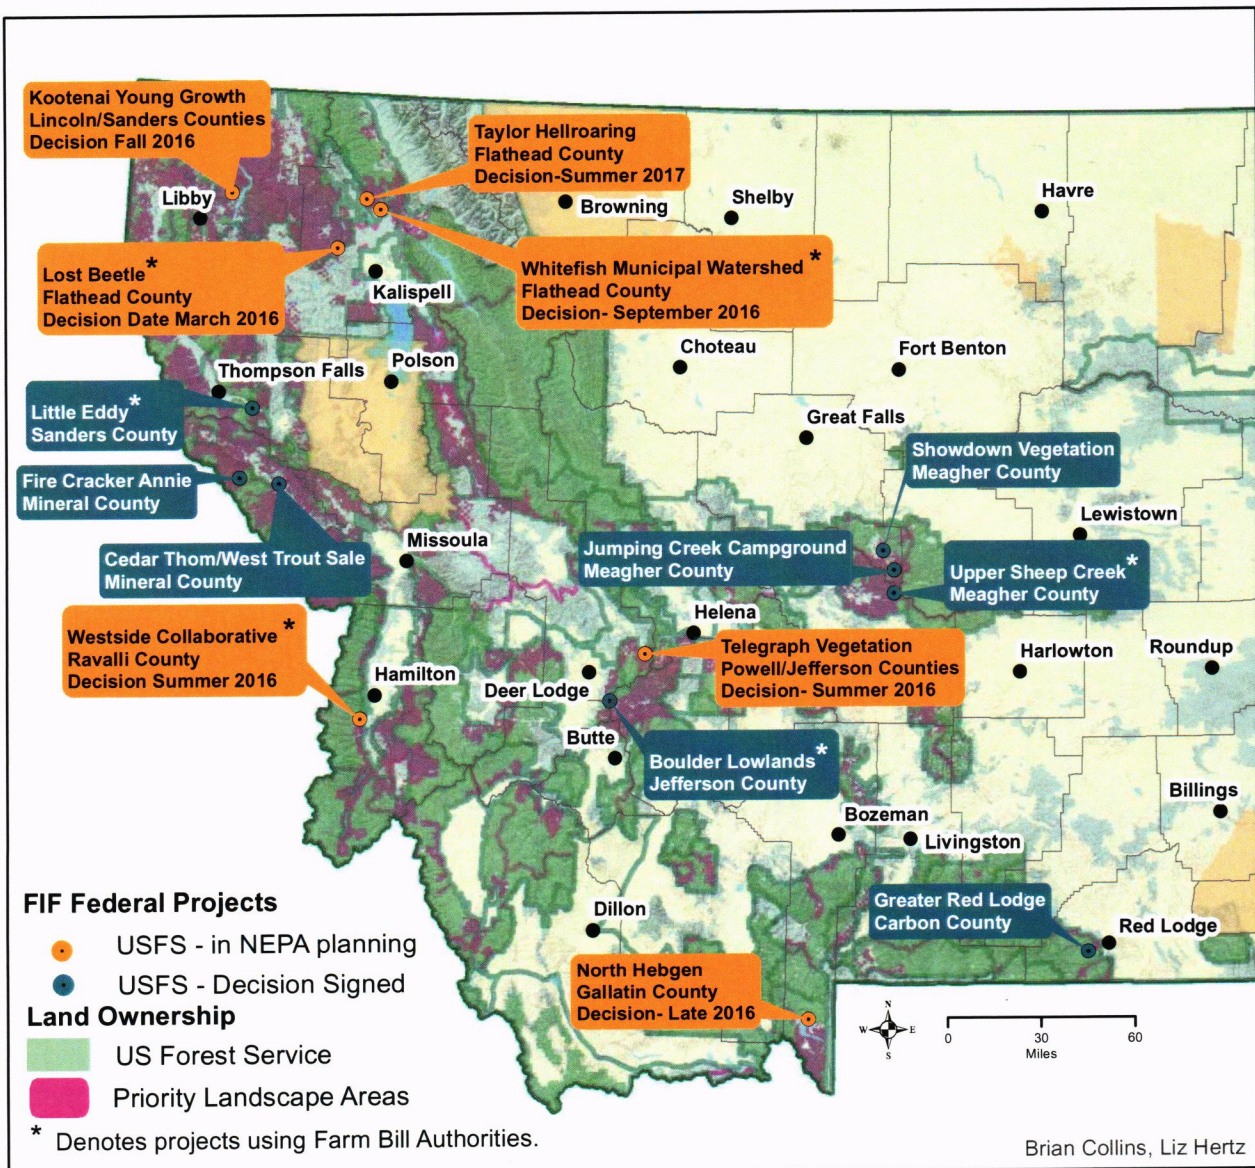 Kootenai Young Growth
Lincoln/Sanders Counties
Decision Fall 2016
Taylor Hellroaring
Flathead County
Decision-Summer 2017
Libby
Browning
Shelby
Havre
Lost Beetle*
Flathead County
Decision Date March 2016
Whitefish Municipal Watershed *
Flathead County
Decision- September 2016
Kalispell
Choteau
Fort Benton
Thompson Falls
Polson
Little Eddy*
Sanders County
Great Falls
Showdown Vegetation
Meagher County
Fire Cracker Annie
Mineral County
Lewistown
Cedar Thom/West Trout Sale
Mineral County
Missoula
Jumping Creek Campground
Meagher County
Upper Sheep Creek*
Meagher County
Helena
Westside Collaborative *
Ravalli County
Decision Summer 2016
Telegraph Vegetation
Powell/Jefferson Counties
Decision- Summer 2016
Harlowton
Roundup
Hamilton
Deer Lodge
Butte
Boulder Lowlands*
Jefferson County
Billings
Bozeman
Livingston
Greater Red Lodge
Carbon County
Dillon
Red Lodge
North Hebgen
Gallatin County
Decision- Late 2016
FIF Federal Projects
USFS - in NEPA planning
USFS - Decision Signed
Land Ownership
US Forest Service
Priority Landscape Areas
* Denotes projects using Farm Bill Authorities.
N
W E
S
0 30 60
Miles
Brian Collins, Liz Hertz